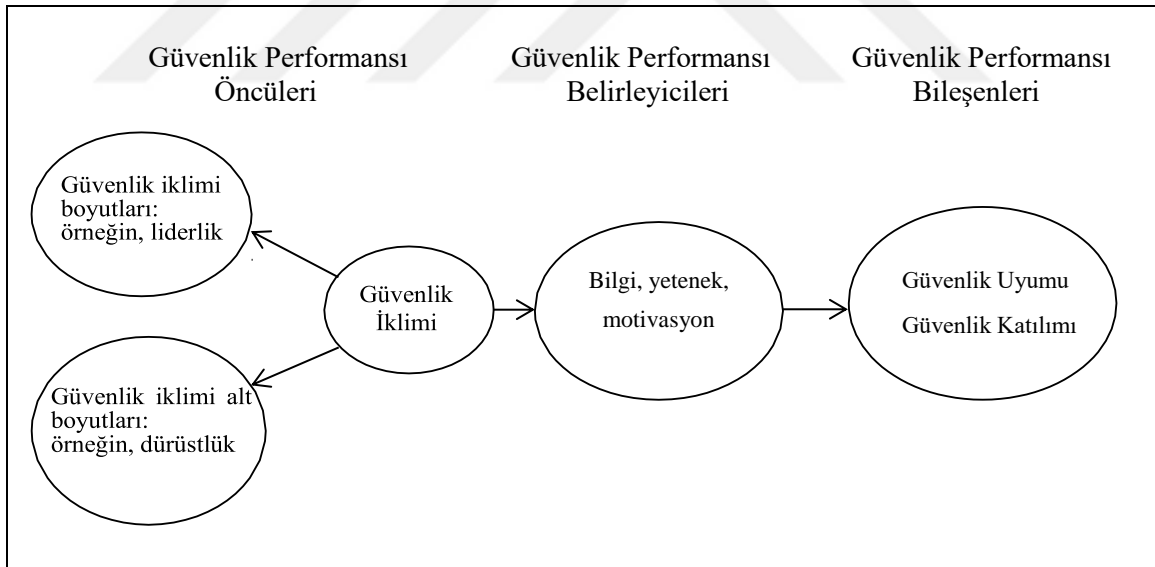 Güvenlik Performansı
Öncüleri
Güvenlik Performansı
Belirleyicileri
Güvenlik Performansı
Bileşenleri
Güvenlik iklimi
boyutları:
örneğin, liderlik
Güvenlik
İklimi
Bilgi, yetenek,
motivasyon
Güvenlik Uyumu
Güvenlik Katılımı
Güvenlik iklimi alt
boyutları:
örneğin, dürüstlük